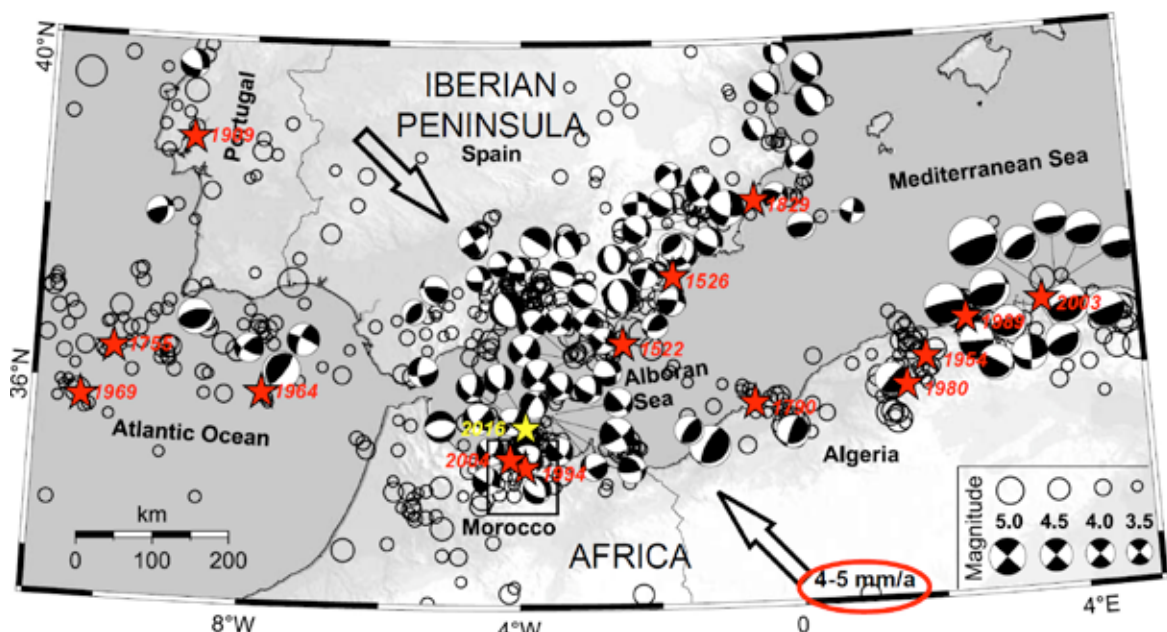 40°N
IBERIAN
PENINSULA
Spain
Portugal
1909
Mediterranean Sea
1829
1526
2003
1989
1755
1522
1954
36°N
Alboran
Sea
1969
1964
1980
1790
Atlantic Ocean
2016
2004
1994
Algeria
km
0 100 200
Morocco
AFRICA
4-5 mm/a
Magnitude
5.0 4.5 4.0 3.5
8°W
4°W
0
4°E